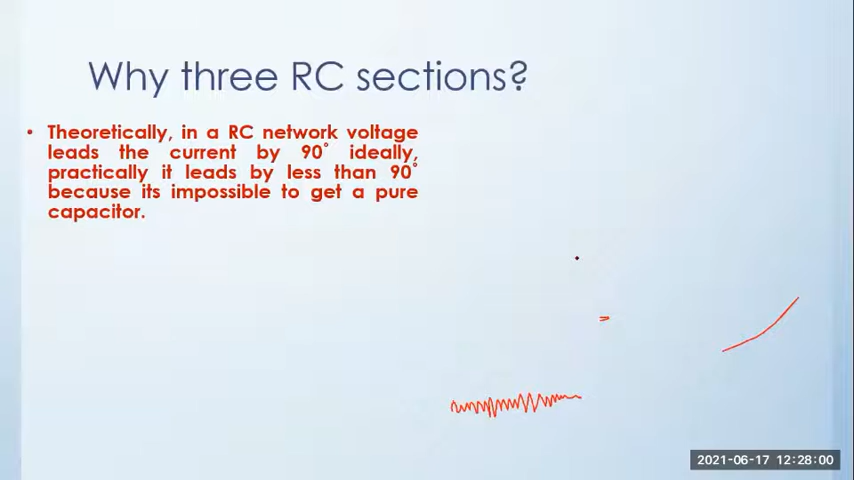 Why three RC sections?
• Theoretically, in a RC network voltage
leads the current by 90° ideally,
practically it leads by less than 90°
because its impossible to get a pure
capacitor.
2021-06-17 12:28:00